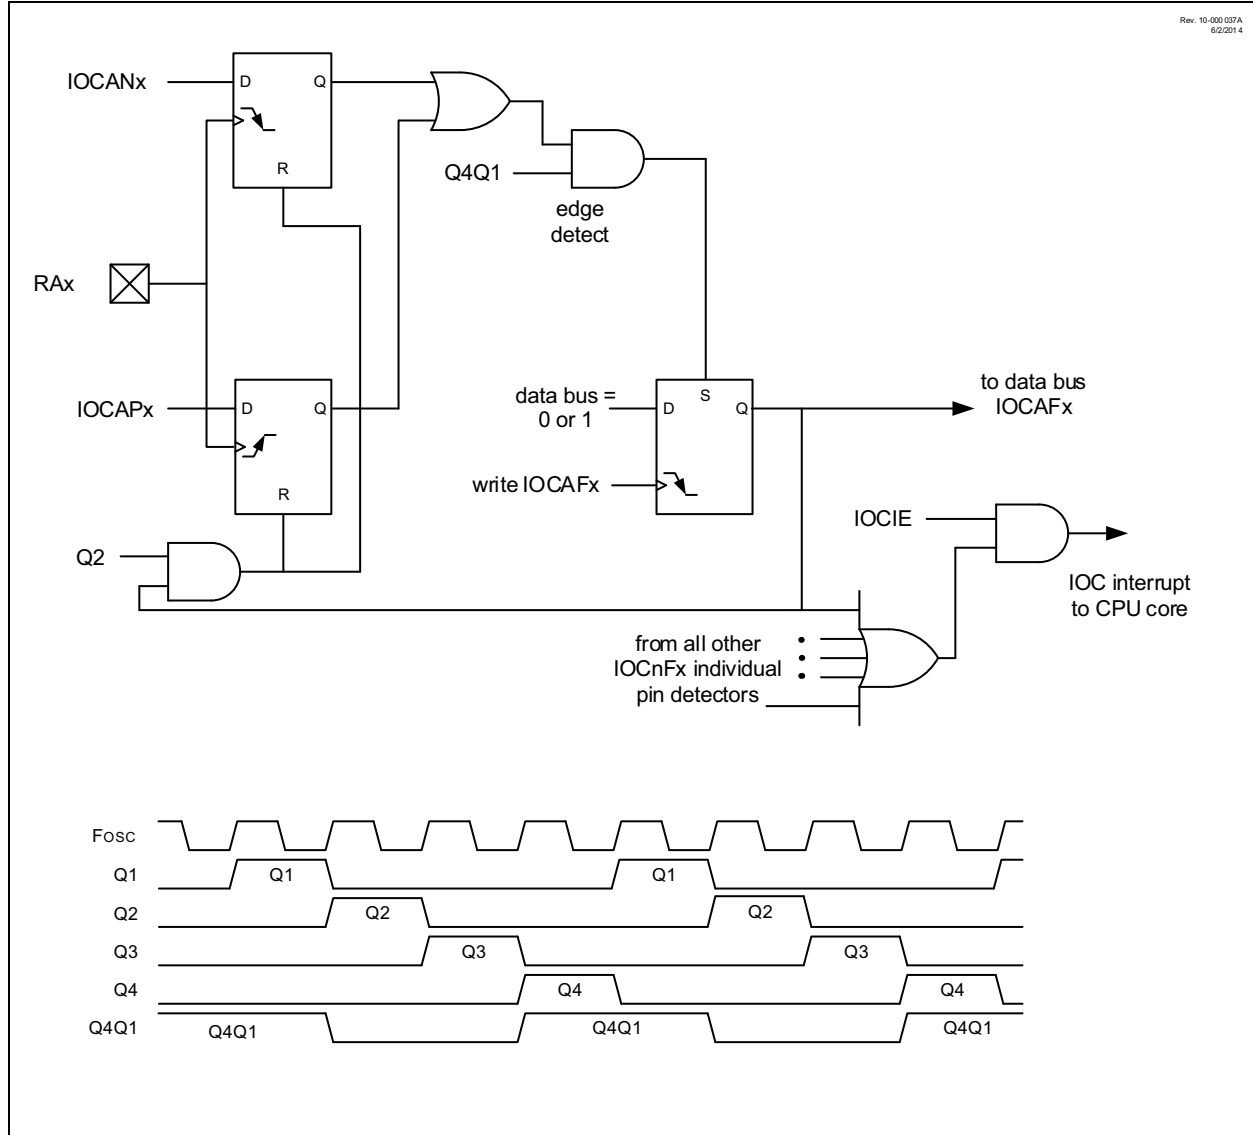 Rev. 10-000 037A
6/2/2014
IOCANx
D
Q
R
Q4Q1
edge
detect
RAx
IOCAPx
D
Q
R
data bus =
0 or 1
D
S
Q
to data bus
IOCAFx
write IOCAFx
IOCIE
Q2
IOC interrupt
to CPU core
from all other
IOCnFx individual
pin detectors
FOSC
Q1
Q1
Q1
Q2
Q2
Q2
Q3
Q3
Q3
Q4
Q4
Q4
Q4Q1
Q4Q1
Q4Q1
Q4Q1